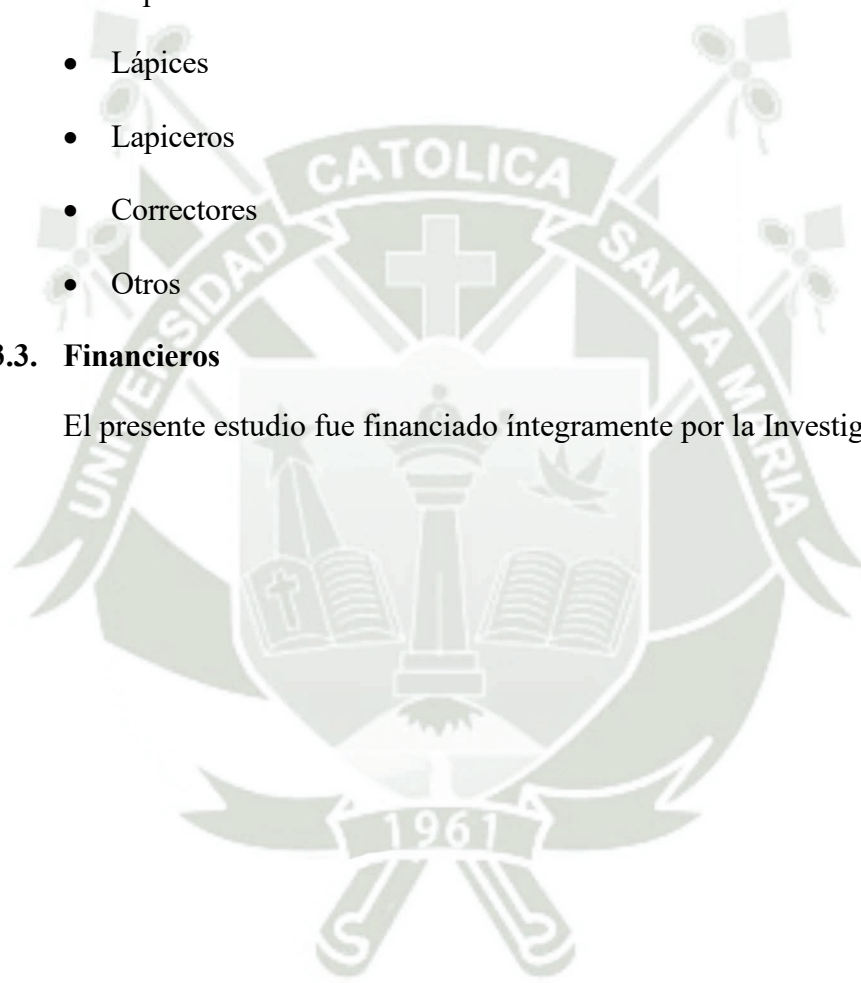 • Lápices
• Lapiceros
• Correctores
• Otros
3.3. Financieros
El presente estudio fue financiado íntegramente por la
UNIVERSIDAD CATOLICA SANTA MARIA
1961